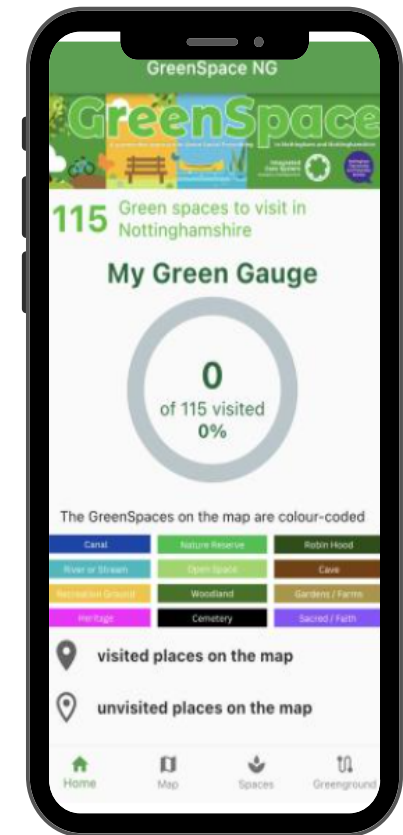 GreenSpace NG
GreenSpace
115 Green spaces to visit in
Nottinghamshire
My Green Gauge
0
of 115 visited
0%
The GreenSpaces on the map are colour-coded
Canal Nature Reserve Robin Hood
River or Stream Open Space Cave
Recreation Ground Woodland Gardens / Farms
Heritage Cemetery Sacred / Faith
visited places on the map
unvisited places on the map
Home Map Spaces Greenground